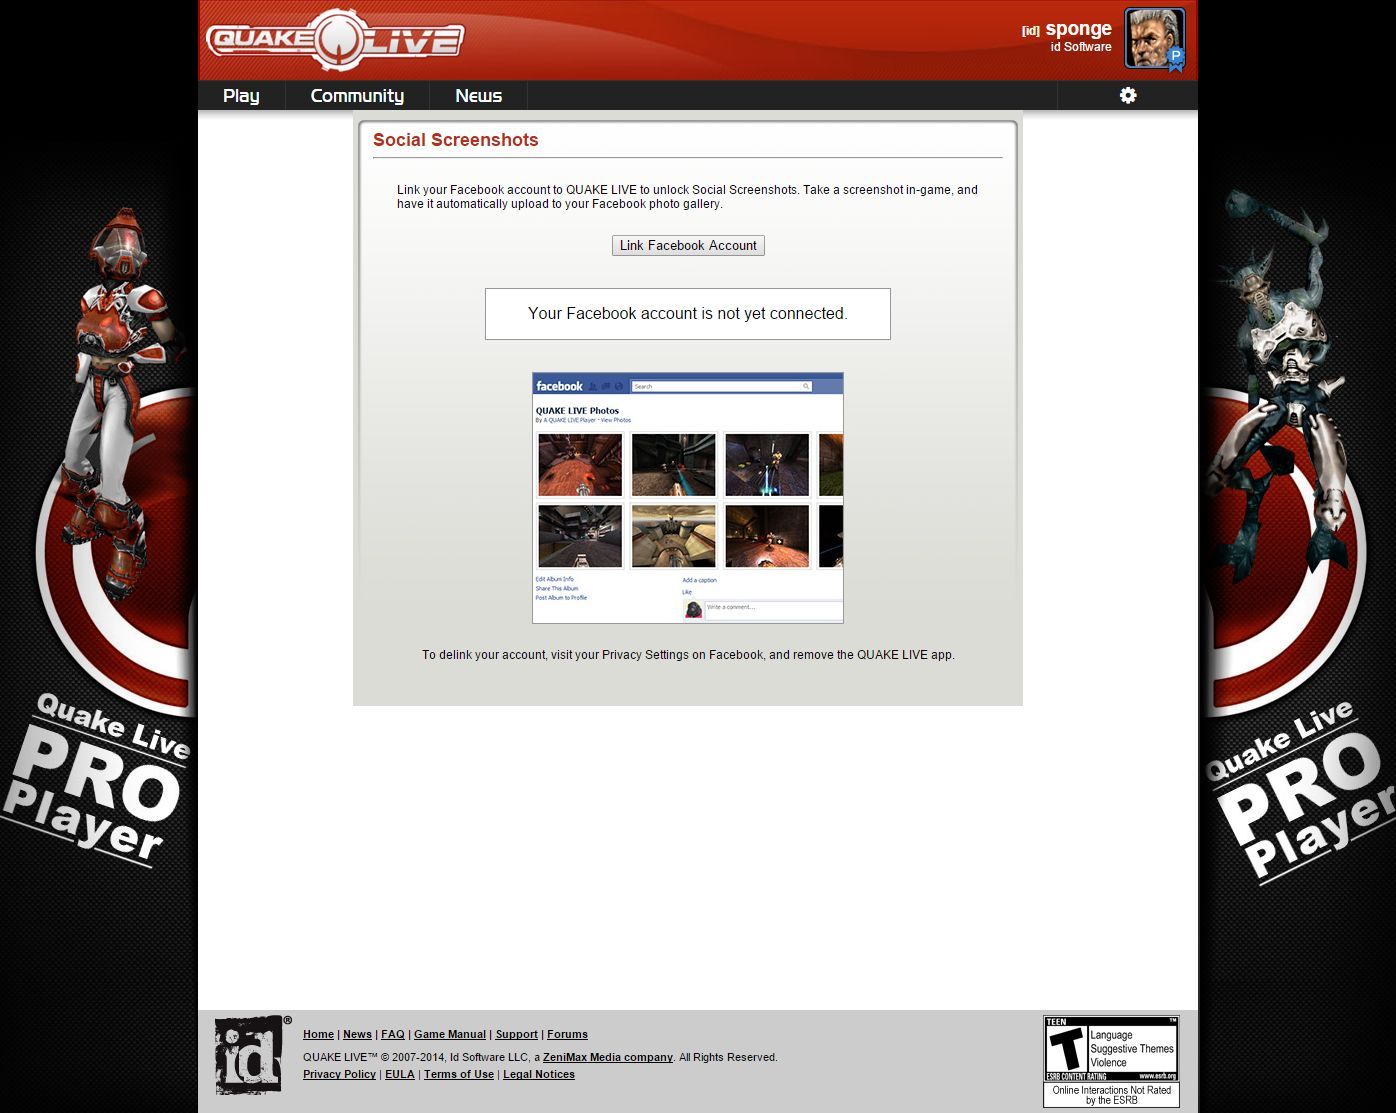 QUAKE LIVE
[id] sponge
id Software
P
Play
Community
News
Social Screenshots
Link your Facebook account to QUAKE LIVE to unlock Social Screenshots. Take a screenshot in-game, and
have it automatically upload to your Facebook photo gallery.
Link Facebook Account
Your Facebook account is not yet connected.
facebook
Search
QUAKE LIVE Photos
By A QUAKE LIVE Player - View Photos
Edit Album Info
Share This Album
Post Album to Profile
Add a caption
Like
Write a comment...
To delink your account, visit your Privacy Settings on Facebook, and remove the QUAKE LIVE app.
Quake Live
PRO
Player
Quake Live
PRO
Player
id®
Home | News | FAQ | Game Manual | Support | Forums
QUAKE LIVE™ © 2007-2014, Id Software LLC, a ZeniMax Media company. All Rights Reserved.
Privacy Policy | EULA | Terms of Use | Legal Notices
TEEN ™
T
Language
Suggestive Themes
Violence
ESRB CONTENT RATING www.esrb.org
Online Interactions Not Rated
by the ESRB